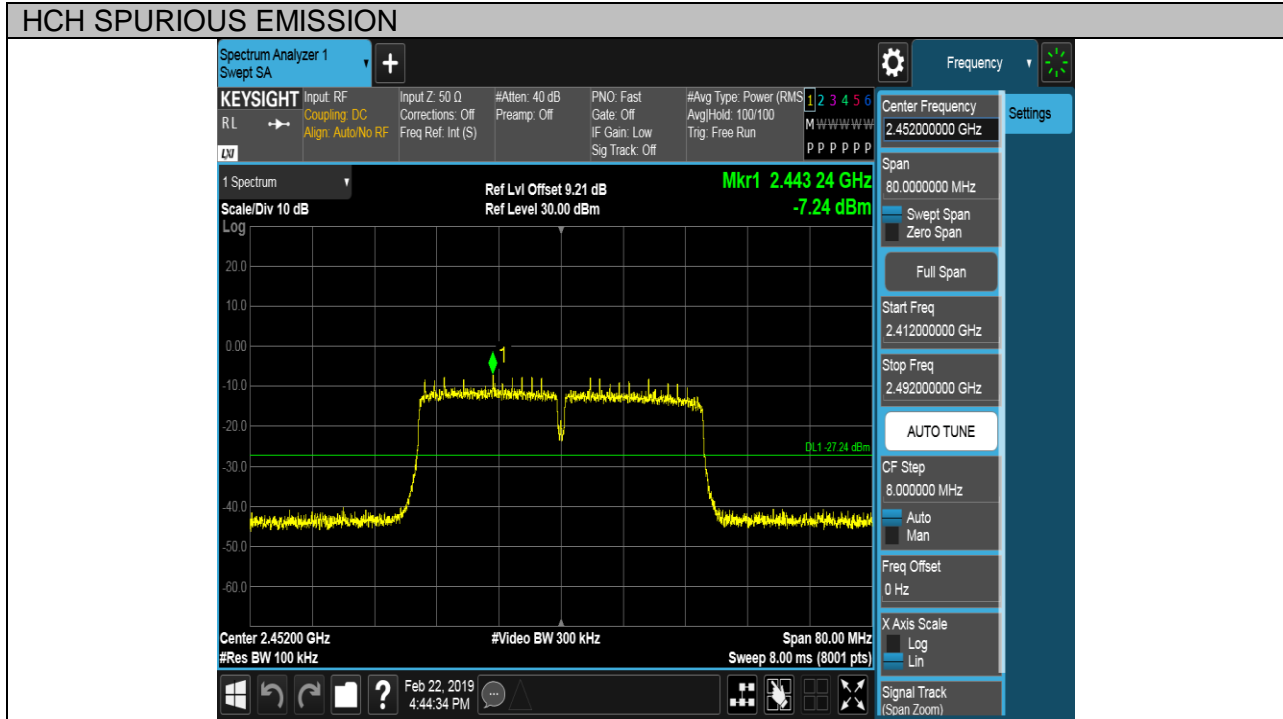 HCH SPURIOUS EMISSION
Spectrum Analyzer 1
Swept SA
Frequency
KEYSIGHT
RL
LXI
Input: RF
Coupling: DC
Align: Auto/No RF
Input Z: 50 Ω
Corrections: Off
Freq Ref: Int (S)
#Atten: 40 dB
Preamp: Off
PNO: Fast
Gate: Off
IF Gain: Low
Sig Track: Off
#Avg Type: Power (RMS
Avg|Hold: 100/100
Trig: Free Run
1 2 3 4 5 6
M W W W W W
P P P P P P
1 Spectrum
Scale/Div 10 dB
Ref Lvl Offset 9.21 dB
Ref Level 30.00 dBm
Mkr1 2.443 24 GHz
-7.24 dBm
Log
20.0
10.0
0.00
-10.0
-20.0
-30.0
-40.0
-50.0
-60.0
1
DL1 -27.24 dBm
Center 2.45200 GHz
#Res BW 100 kHz
#Video BW 300 kHz
Span 80.00 MHz
Sweep 8.00 ms (8001 pts)
Feb 22, 2019
4:44:34 PM
Center Frequency
2.452000000 GHz
Settings
Span
80.0000000 MHz
Swept Span
Zero Span
Full Span
Start Freq
2.412000000 GHz
Stop Freq
2.492000000 GHz
AUTO TUNE
CF Step
8.000000 MHz
Auto
Man
Freq Offset
0 Hz
X Axis Scale
Log
Lin
Signal Track
(Span Zoom)